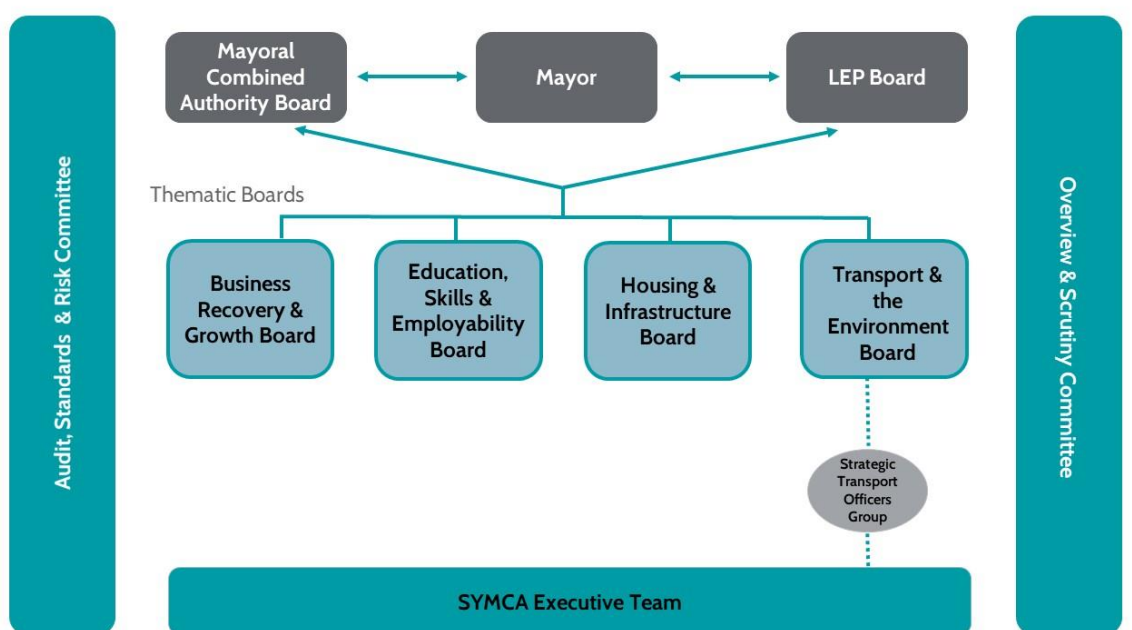 Audit, Standards & Risk Committee
Mayoral
Combined
Authority Board
Mayor
LEP Board
Thematic Boards
Business
Recovery &
Growth Board
Education,
Skills &
Employability
Board
Housing &
Infrastructure
Board
Transport &
the
Environment
Board
Strategic
Transport
Officers
Group
SYMCA Executive Team
Overview & Scrutiny Committee